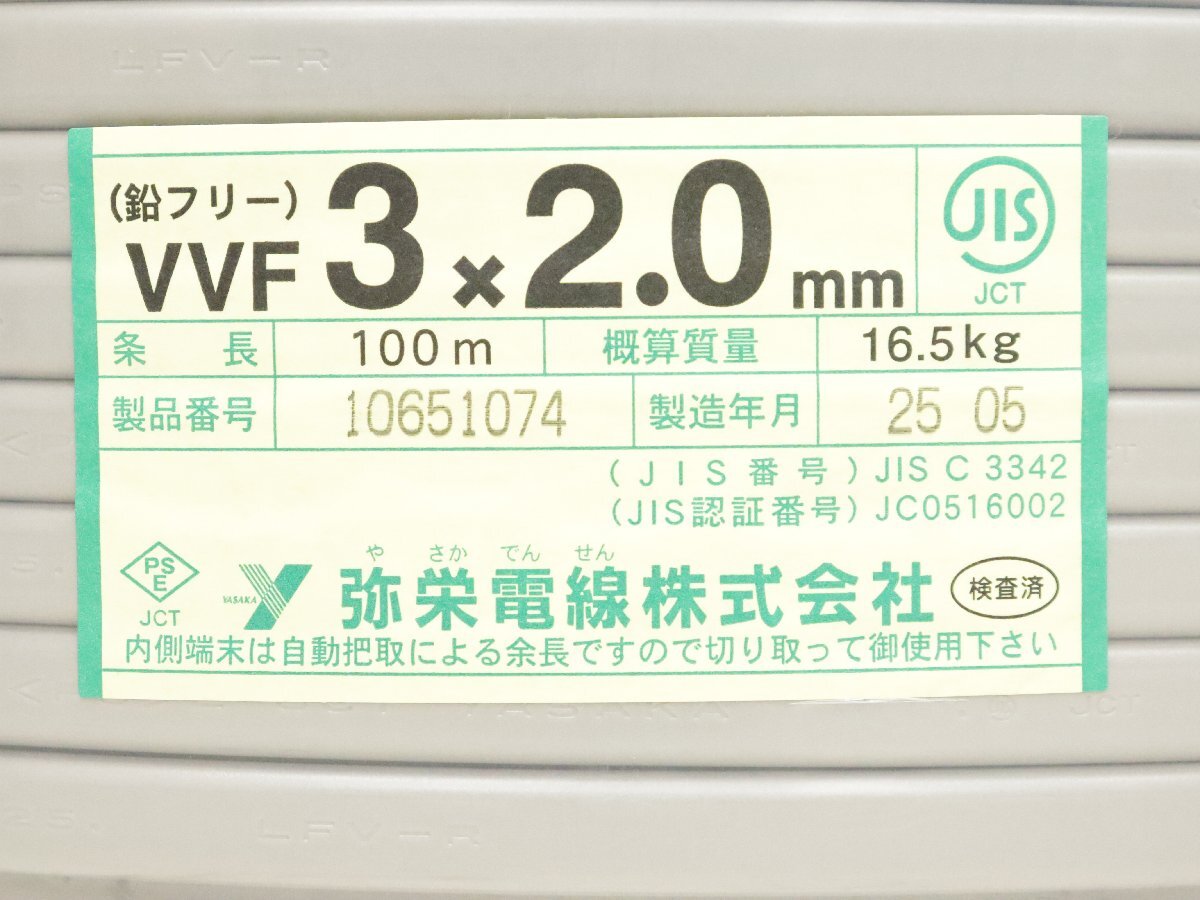 LFV-R
(鉛フリー)
VVF 3×2.0mm
JIS
JCT
条長 100m 概算質量 16.5kg
製品番号 10651074 製造年月 25 05
(JIS番号) JIS C 3342
(JIS認証番号) JC0516002
や さか でん せん
PS
E
JCT
YASAKA
弥栄電線株式会社
検査済
内側端末は自動把取による余長ですので切り取って御使用下さい
YASAKA
JCT
LFV-R